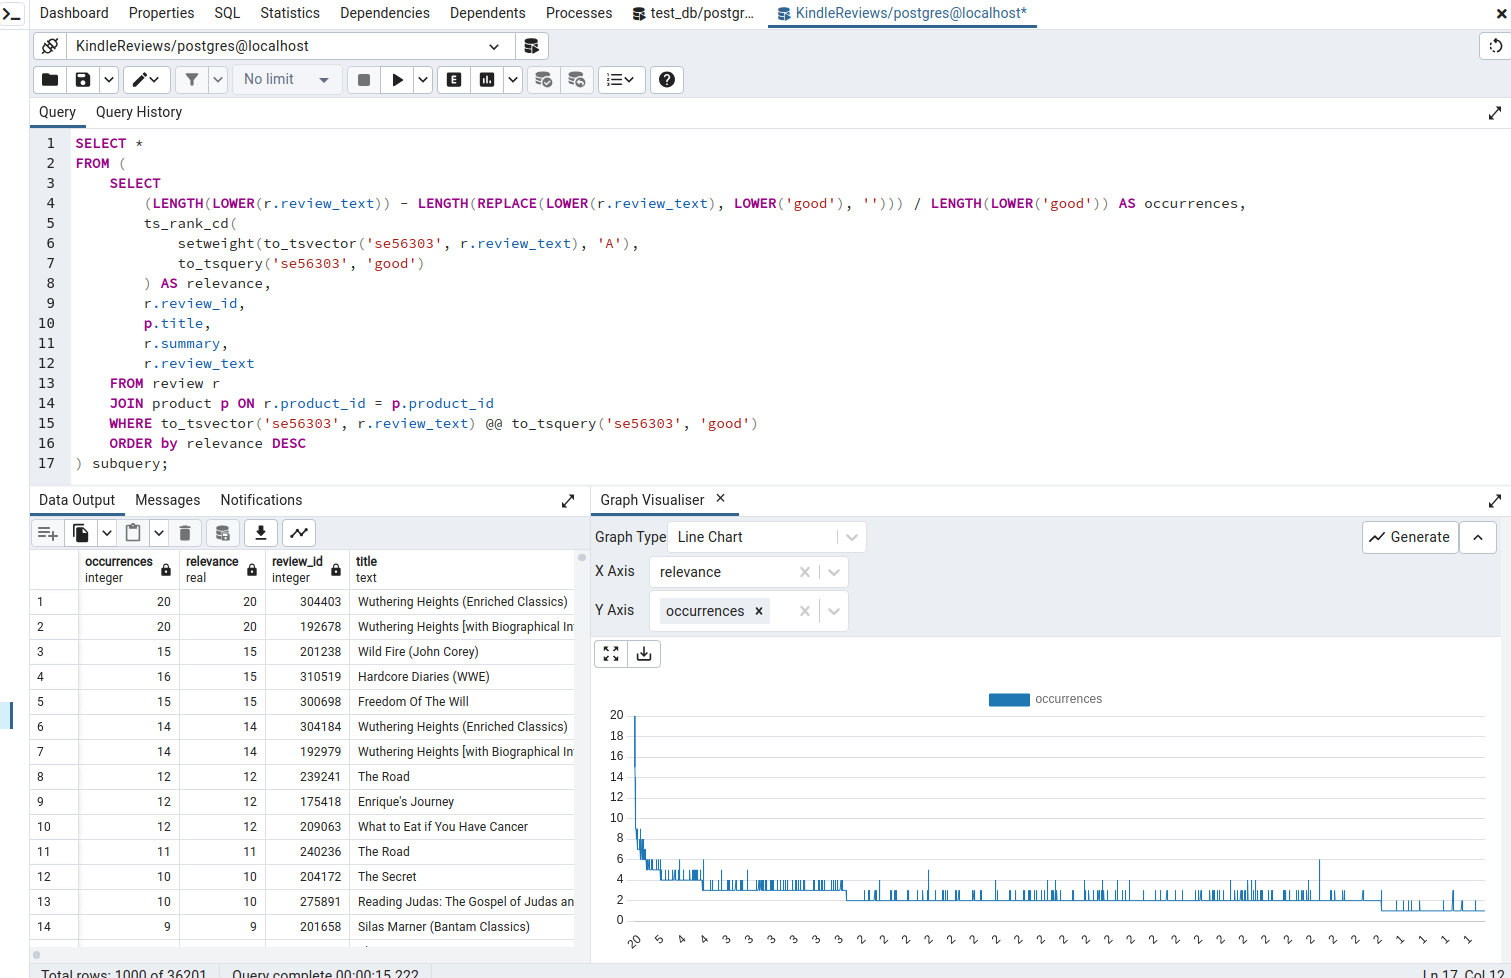 Dashboard Properties SQL Statistics Dependencies Dependents Processes test_db/postgr... KindleReviews/postgres@localhost*
KindleReviews/postgres@localhost
No limit E
Query Query History
1 SELECT *
2 FROM (
3 SELECT
4 (LENGTH(LOWER(r.review_text)) - LENGTH(REPLACE(LOWER(r.review_text), LOWER('good'), ''))) / LENGTH(LOWER('good')) AS occurrences,
5 ts_rank_cd(
6 setweight(to_tsvector('se56303', r.review_text), 'A'),
7 to_tsquery('se56303', 'good')
8 ) AS relevance,
9 r.review_id,
10 p.title,
11 r.summary,
12 r.review_text
13 FROM review r
14 JOIN product p ON r.product_id = p.product_id
15 WHERE to_tsvector('se56303', r.review_text) @@ to_tsquery('se56303', 'good')
16 ORDER by relevance DESC
17 ) subquery;
Data Output Messages Notifications
occurrences relevance review_id title
integer real integer text
1 20 20 304403 Wuthering Heights (Enriched Classics)
2 20 20 192678 Wuthering Heights [with Biographical In
3 15 15 201238 Wild Fire (John Corey)
4 16 15 310519 Hardcore Diaries (WWE)
5 15 15 300698 Freedom Of The Will
6 14 14 304184 Wuthering Heights (Enriched Classics)
7 14 14 192979 Wuthering Heights [with Biographical In
8 12 12 239241 The Road
9 12 12 175418 Enrique's Journey
10 12 12 209063 What to Eat if You Have Cancer
11 11 11 240236 The Road
12 10 10 204172 The Secret
13 10 10 275891 Reading Judas: The Gospel of Judas an
14 9 9 201658 Silas Marner (Bantam Classics)
Graph Visualiser
Graph Type Line Chart Generate
X Axis relevance
Y Axis occurrences
occurrences
20
18
16
14
12
10
8
6
4
2
0
20 5 4 4 3 3 3 3 3 3 2 2 2 2 2 2 2 2 2 2 2 2 2 2 2 2 2 2 2 2 2 2 2 2 1 1 1 1
Total rows: 1000 of 36201 Query complete 00:00:15.222 Ln 17, Col 12